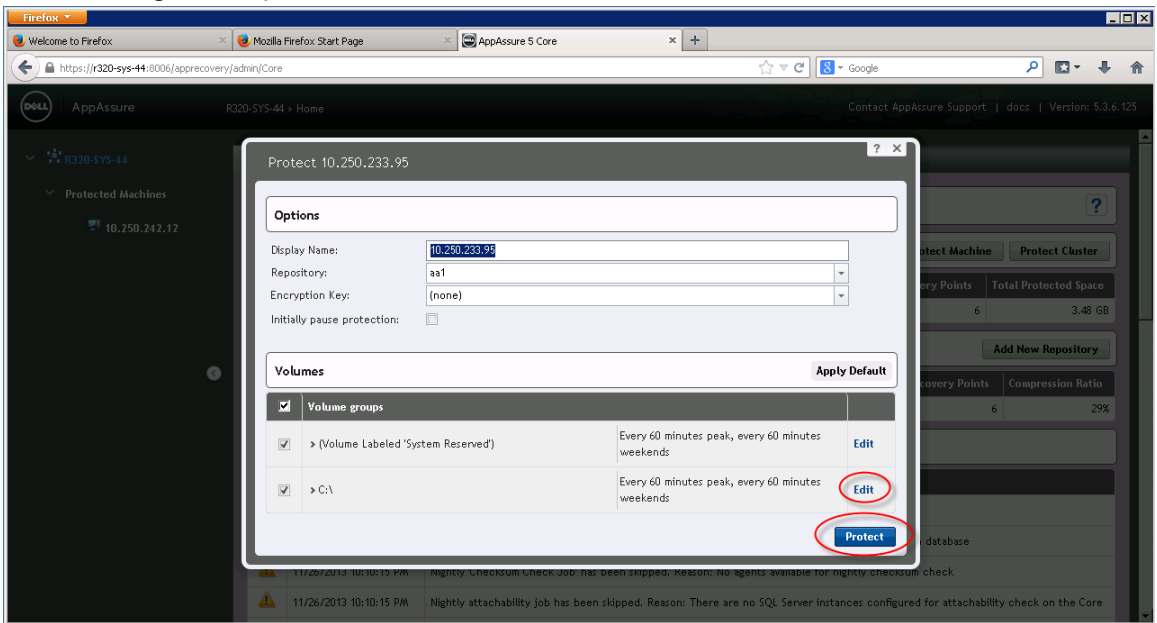 Firefox
Welcome to Firefox
Mozilla Firefox Start Page
AppAssure 5 Core
https://r320-sys-44:8006/apprecovery/admin/Core
8 Google
DELL AppAssure
R320-SYS-44 > Home
Contact AppAssure Support | docs | Version: 5.3.6.125
R320-SYS-44
Protected Machines
10.250.242.12
Protect 10.250.233.95
? X
?
Options
Display Name: 10.250.233.95
Repository: aa1
Encryption Key: (none)
Initially pause protection:
Machine
Protect Cluster
Points
Total Protected Space
6
3.48 GB
Add New Repository
Points
Compression Ratio
6
29%
Volumes
Apply Default
Volume groups
> (Volume Labeled 'System Reserved')
Every 60 minutes peak, every 60 minutes
weekends
Edit
> C:\
Every 60 minutes peak, every 60 minutes
weekends
Edit
Protect
database
11/26/2013 10:10:15 PM Nightly Checksum Check Job has been skipped. Reason: No agents available for nightly checksum check
11/26/2013 10:10:15 PM Nightly attachability job has been skipped. Reason: There are no SQL Server instances configured for attachability check on the Core